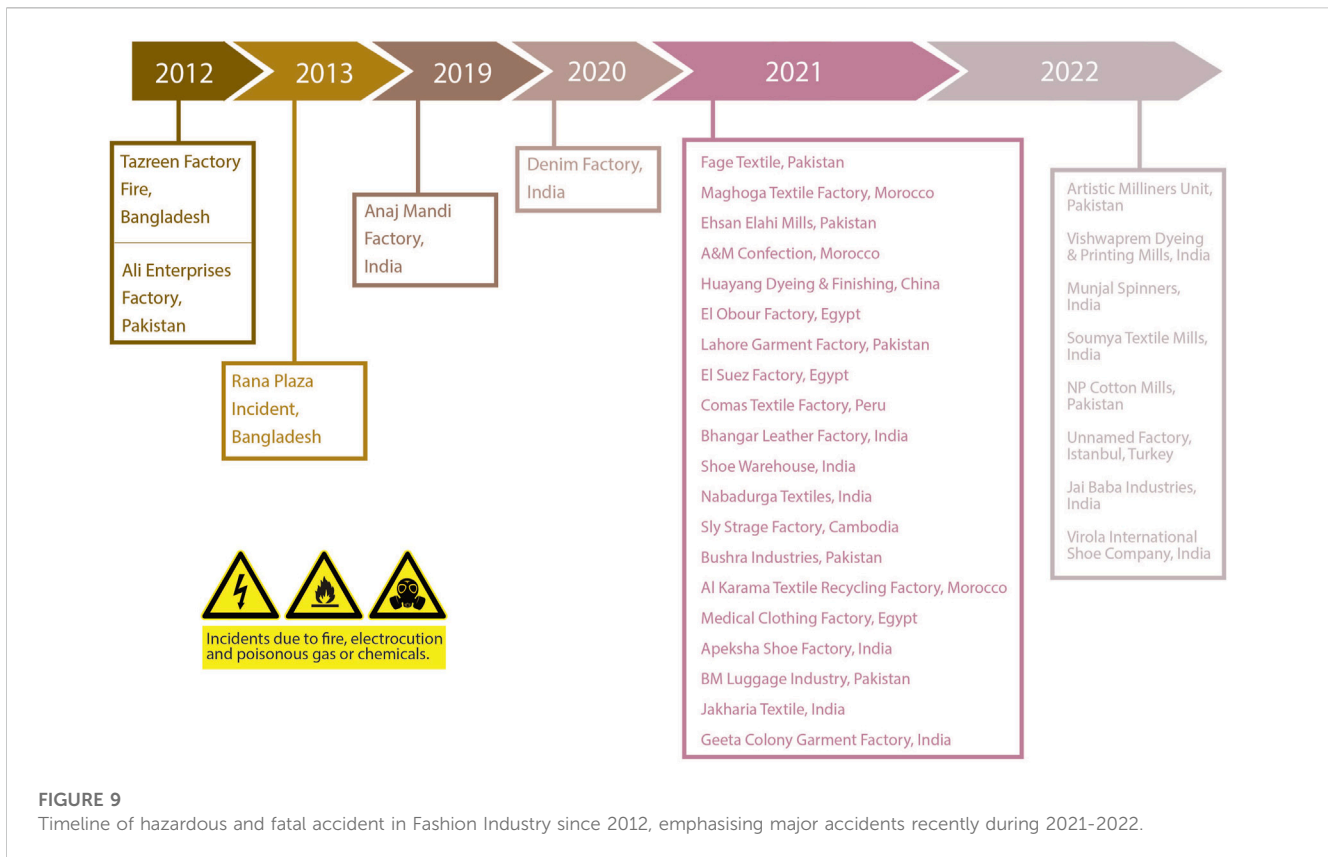 2012
2013
2019
2020
2021
2022
Tazreen Factory
Fire,
Bangladesh
Ali Enterprises
Factory,
Pakistan
Rana Plaza
Incident,
Bangladesh
Anaj Mandi
Factory,
India
Denim Factory,
India
Fage Textile, Pakistan
Maghoga Textile Factory, Morocco
Ehsan Elahi Mills, Pakistan
A&M Confection, Morocco
Huayang Dyeing & Finishing, China
El Obour Factory, Egypt
Lahore Garment Factory, Pakistan
El Suez Factory, Egypt
Comas Textile Factory, Peru
Bhangar Leather Factory, India
Shoe Warehouse, India
Nabadurga Textiles, India
Sly Strage Factory, Cambodia
Bushra Industries, Pakistan
Al Karama Textile Recycling Factory, Morocco
Medical Clothing Factory, Egypt
Apeksha Shoe Factory, India
BM Luggage Industry, Pakistan
Jakharia Textile, India
Geeta Colony Garment Factory, India
Artistic Milliners Unit,
Pakistan
Vishwaprem Dyeing
& Printing Mills, India
Munjal Spinners,
India
Soumya Textile Mills,
India
NP Cotton Mills,
Pakistan
Unnamed Factory,
Istanbul, Turkey
Jai Baba Industries,
India
Virola International
Shoe Company, India
Incidents due to fire, electrocution
and poisonous gas or chemicals.
FIGURE 9
Timeline of hazardous and fatal accident in Fashion Industry since 2012, emphasising major accidents recently during 2021-2022.